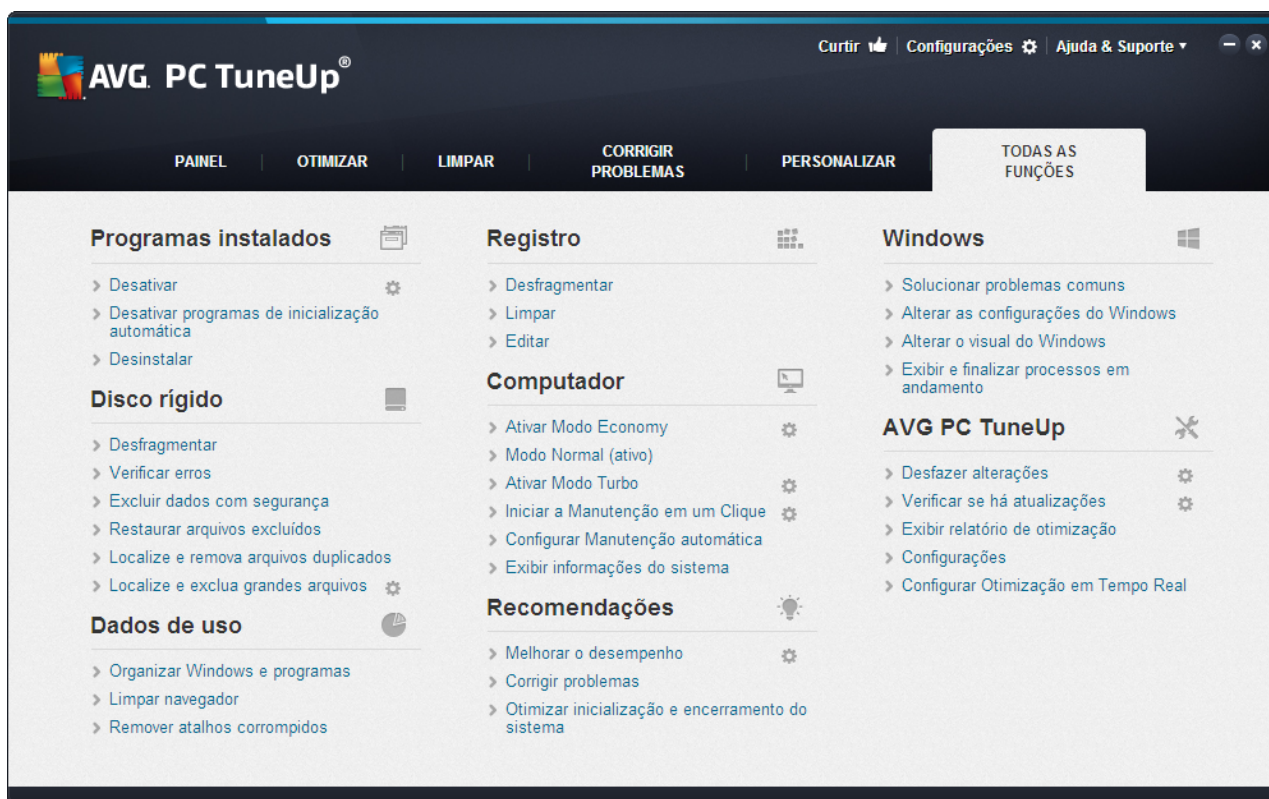 Curtir
Configurações
Ajuda & Suporte
AVG. PC TuneUp®
PAINEL
OTIMIZAR
LIMPAR
CORRIGIR
PROBLEMAS
PERSONALIZAR
TODAS AS
FUNÇÕES
Programas instalados
Desativar
Desativar programas de inicialização
automática
Desinstalar
Disco rígido
Desfragmentar
Verificar erros
Excluir dados com segurança
Restaurar arquivos excluídos
Localize e remova arquivos duplicados
Localize e exclua grandes arquivos
Dados de uso
Organizar Windows e programas
Limpar navegador
Remover atalhos corrompidos
Registro
Desfragmentar
Limpar
Editar
Computador
Ativar Modo Economy
Modo Normal (ativo)
Ativar Modo Turbo
Iniciar a Manutenção em um Clique
Configurar Manutenção automática
Exibir informações do sistema
Recomendações
Melhorar o desempenho
Corrigir problemas
Otimizar inicialização e encerramento do
sistema
Windows
Solucionar problemas comuns
Alterar as configurações do Windows
Alterar o visual do Windows
Exibir e finalizar processos em
andamento
AVG PC TuneUp
Desfazer alterações
Verificar se há atualizações
Exibir relatório de otimização
Configurações
Configurar Otimização em Tempo Real